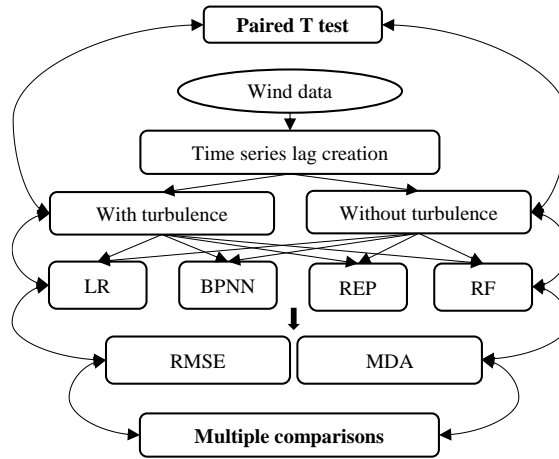 Paired T test
Wind data
Time series lag creation
With turbulence
Without turbulence
LR
BPNN
REP
RF
RMSE
MDA
Multiple comparisons